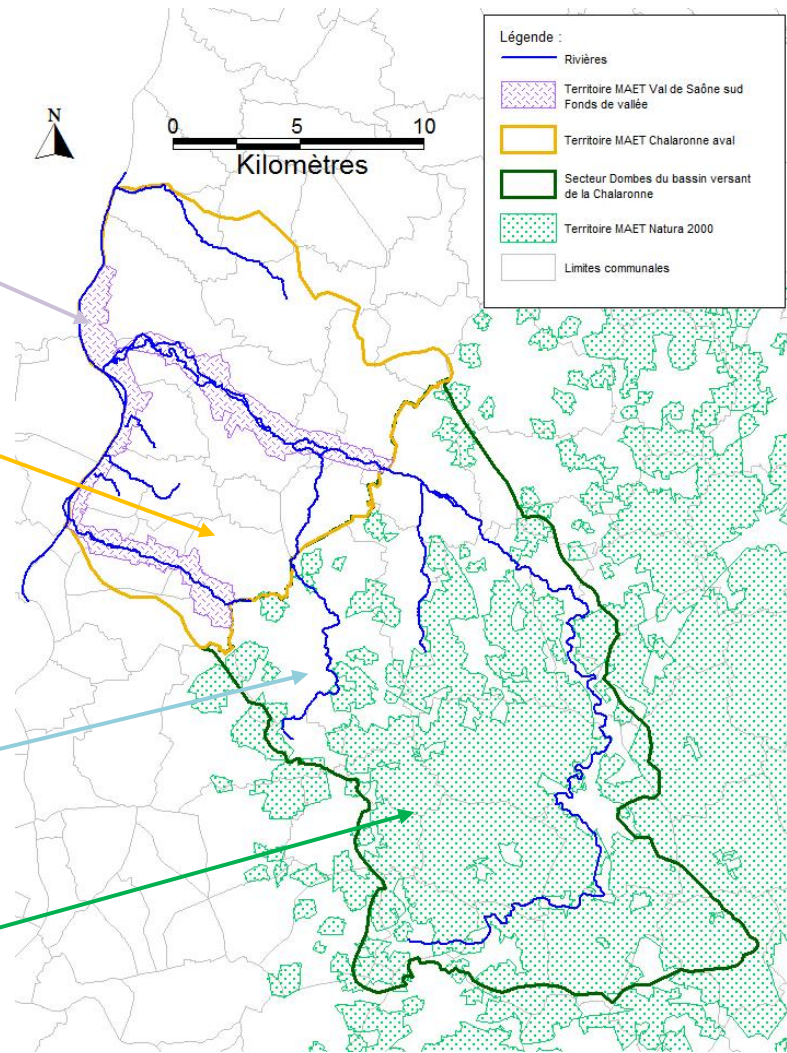 Légende :
Rivières
Territoire MAET Val de Saône sud
Fonds de vallée
Territoire MAET Chalaronne aval
Secteur Dombes du bassin versant
de la Chalaronne
Territoire MAET Natura 2000
Limites communales
N
0 5 10
Kilomètres